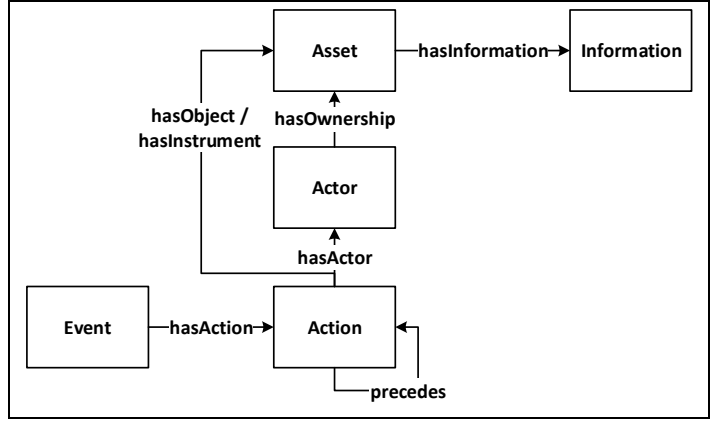 Asset
hasInformation
Information
hasObject /
hasInstrument
hasOwnership
Actor
hasActor
Event
hasAction
Action
precedes